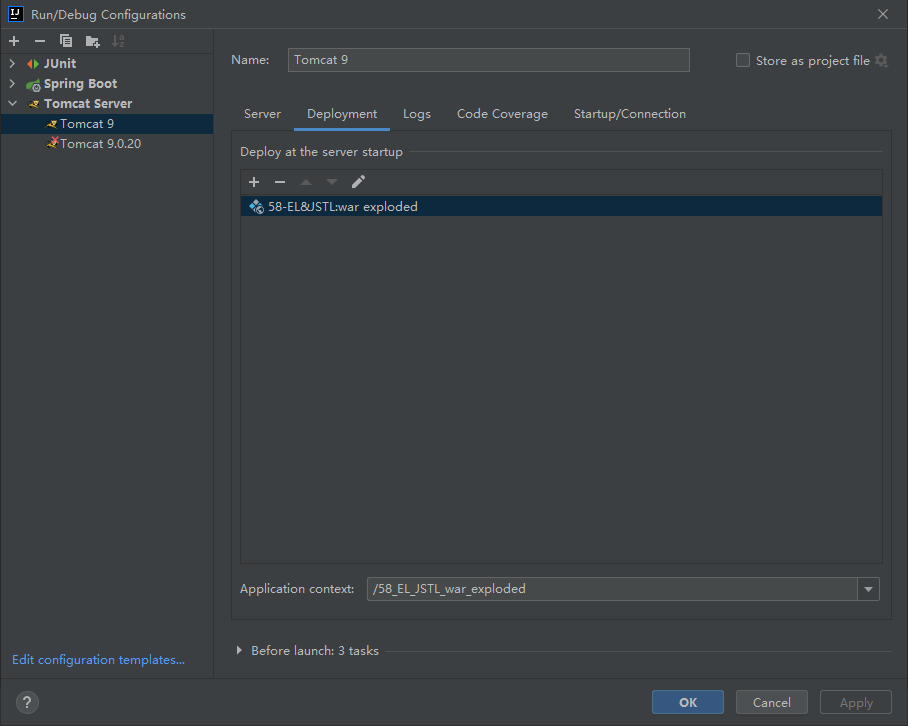 Run/Debug Configurations
JUnit
Spring Boot
Tomcat Server
Tomcat 9
Tomcat 9.0.20
Edit configuration templates...
Name: Tomcat 9
Store as project file
Server Deployment Logs Code Coverage Startup/Connection
Deploy at the server startup
58-EL&JSTL:war exploded
Application context: /58_EL_JSTL_war_exploded
Before launch: 3 tasks
? OK Cancel Apply